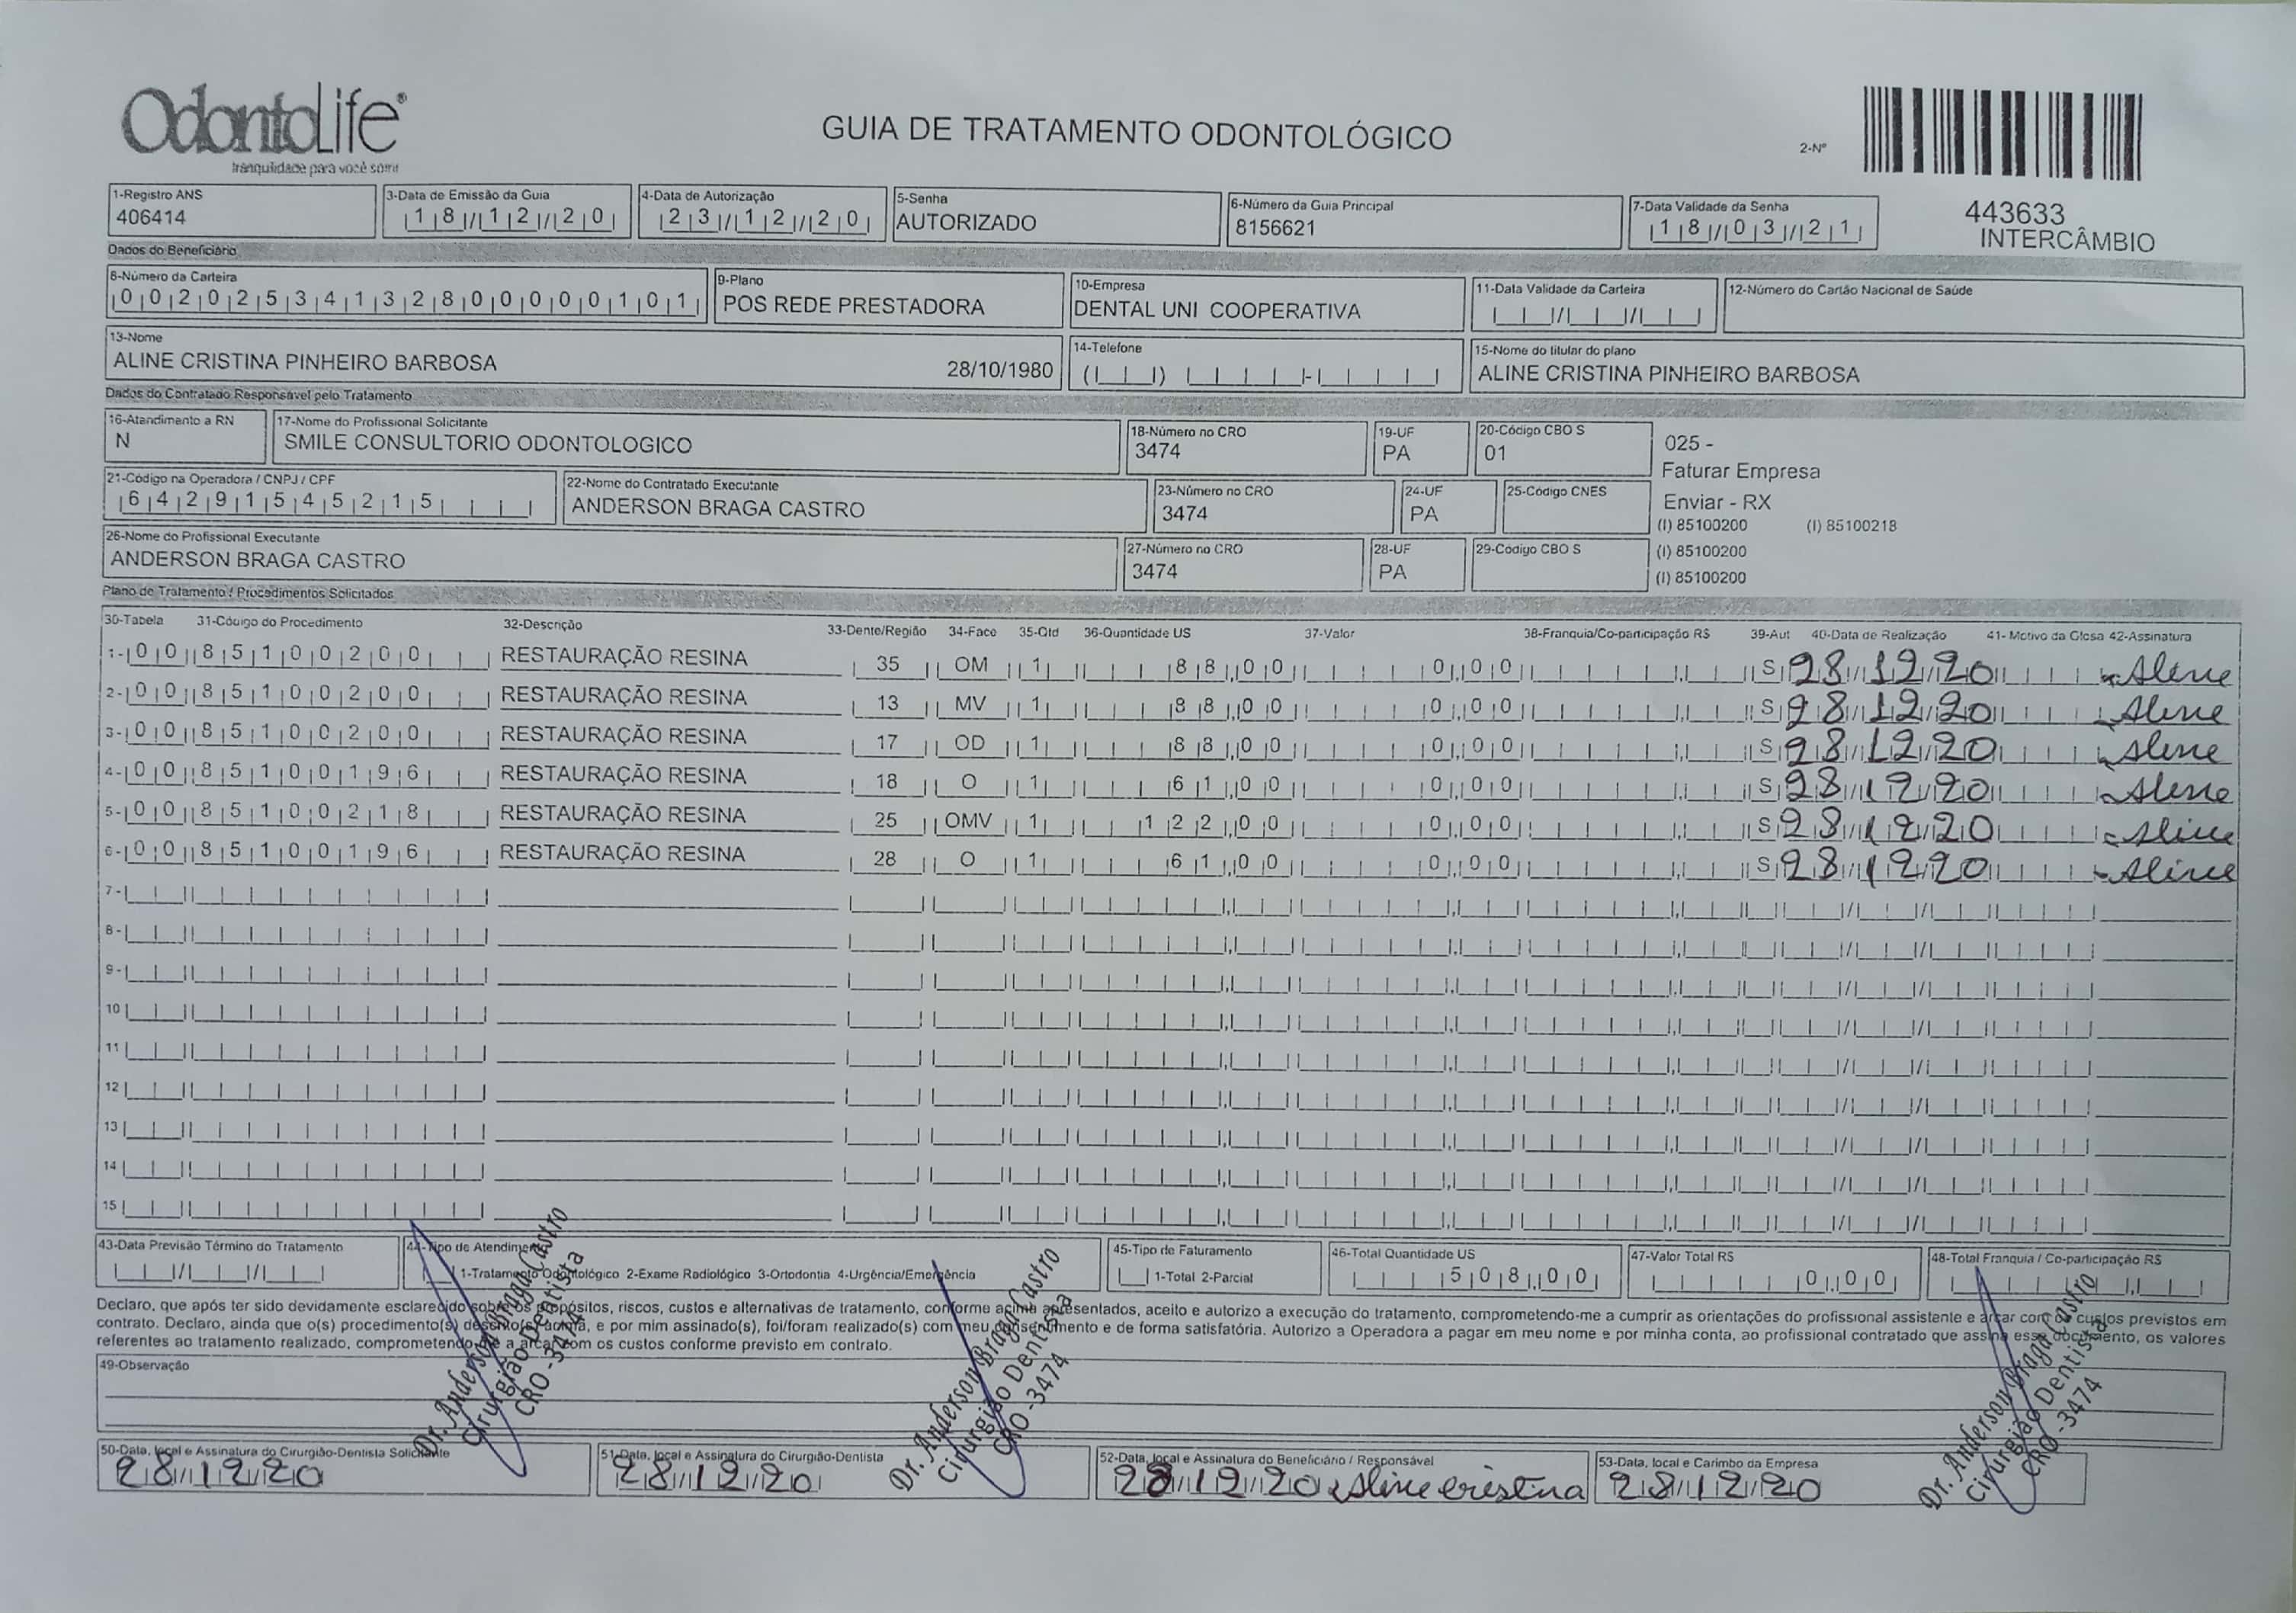 OdontoLife®
tranquilidade para você sorrir
GUIA DE TRATAMENTO ODONTOLÓGICO
2-Nº
443633
INTERCÂMBIO
1-Registro ANS
406414
3-Data de Emissão da Guia
18/12/20
4-Data de Autorização
23/12/20
5-Senha
AUTORIZADO
6-Número da Guia Principal
8156621
7-Data Validade da Senha
18/03/21
Dados do Beneficiário
8-Número da Carteira
00202534132800000101
9-Plano
POS REDE PRESTADORA
10-Empresa
DENTAL UNI COOPERATIVA
11-Data Validade da Carteira
12-Número do Cartão Nacional de Saúde
13-Nome
ALINE CRISTINA PINHEIRO BARBOSA 28/10/1980
14-Telefone
15-Nome do titular do plano
ALINE CRISTINA PINHEIRO BARBOSA
Dados do Contratado Responsável pelo Tratamento
16-Atendimento a RN
N
17-Nome do Profissional Solicitante
SMILE CONSULTORIO ODONTOLOGICO
18-Número no CRO
3474
19-UF
PA
20-Código CBO S
01
025 -
Faturar Empresa
Enviar - RX
(I) 85100200 (I) 85100218
(I) 85100200
(I) 85100200
21-Código na Operadora / CNPJ / CPF
64291545215
22-Nome do Contratado Executante
ANDERSON BRAGA CASTRO
23-Número no CRO
3474
24-UF
PA
25-Código CNES
26-Nome do Profissional Executante
ANDERSON BRAGA CASTRO
27-Número no CRO
3474
28-UF
PA
29-Código CBO S
Plano de Tratamento / Procedimentos Solicitados
30-Tabela 31-Código do Procedimento 32-Descrição 33-Dente/Região 34-Face 35-Qtd 36-Quantidade US 37-Valor 38-Franquia/Co-participação R$ 39-Aut 40-Data de Realização 41-Motivo da Glosa 42-Assinatura
1- 00 85100200 RESTAURAÇÃO RESINA 35 OM 1 88,00 0,00 S 28/12/20 Aline
2- 00 85100200 RESTAURAÇÃO RESINA 13 MV 1 88,00 0,00 S 28/12/20 Aline
3- 00 85100200 RESTAURAÇÃO RESINA 17 OD 1 88,00 0,00 S 28/12/20 Aline
4- 00 85100196 RESTAURAÇÃO RESINA 18 O 1 61,00 0,00 S 28/12/20 Aline
5- 00 85100218 RESTAURAÇÃO RESINA 25 OMV 1 122,00 0,00 S 28/12/20 Aline
6- 00 85100196 RESTAURAÇÃO RESINA 28 O 1 61,00 0,00 S 28/12/20 Aline
7-
8-
9-
10
11
12
13
14
15
43-Data Previsão Término do Tratamento
44-Tipo de Atendimento
1-Tratamento Odontológico 2-Exame Radiológico 3-Ortodontia 4-Urgência/Emergência
45-Tipo de Faturamento
1-Total 2-Parcial
46-Total Quantidade US
508,00
47-Valor Total R$
0,00
48-Total Franquia / Co-participação R$
Declaro, que após ter sido devidamente esclarecido sobre os propósitos, riscos, custos e alternativas de tratamento, conforme acima apresentados, aceito e autorizo a execução do tratamento, comprometendo-me a cumprir as orientações do profissional assistente e arcar com os custos previstos em
contrato. Declaro, ainda que o(s) procedimento(s) descrito(s) acima, e por mim assinado(s), foi/foram realizado(s) com meu consentimento e de forma satisfatória. Autorizo a Operadora a pagar em meu nome e por minha conta, ao profissional contratado que assina esse documento, os valores
referentes ao tratamento realizado, comprometendo-me a arcar com os custos conforme previsto em contrato.
49-Observação
50-Data, local e Assinatura do Cirurgião-Dentista Solicitante
28/12/20
Dr. Anderson Braga Castro
Cirurgião Dentista
CRO -3474
51-Data, local e Assinatura do Cirurgião-Dentista
28/12/20
Dr. Anderson Braga Castro
Cirurgião Dentista
CRO -3474
52-Data, local e Assinatura do Beneficiário / Responsável
28/12/20 Aline cristina
53-Data, local e Carimbo da Empresa
28/12/20
Dr. Anderson Braga Castro
Cirurgião Dentista
CRO -3474